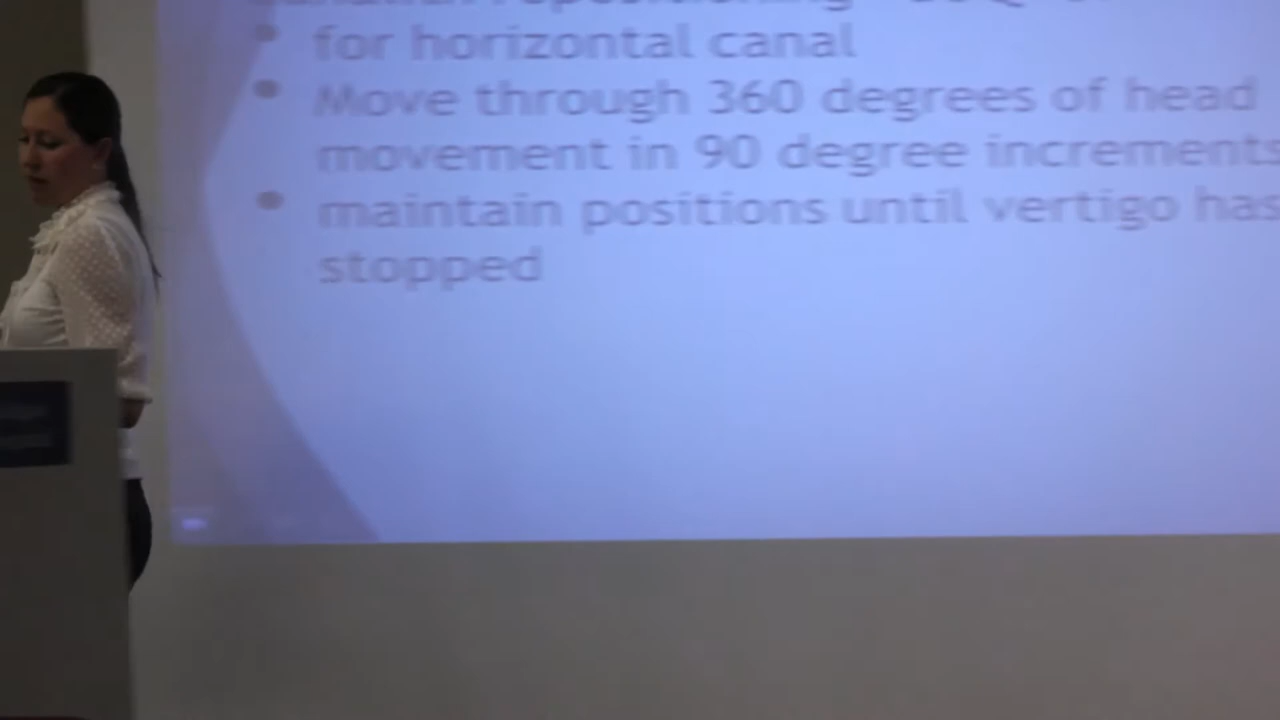 for horizontal canal
Move through 360 degrees of head
movement in 90 degree increments
maintain positions until vertigo has
stopped